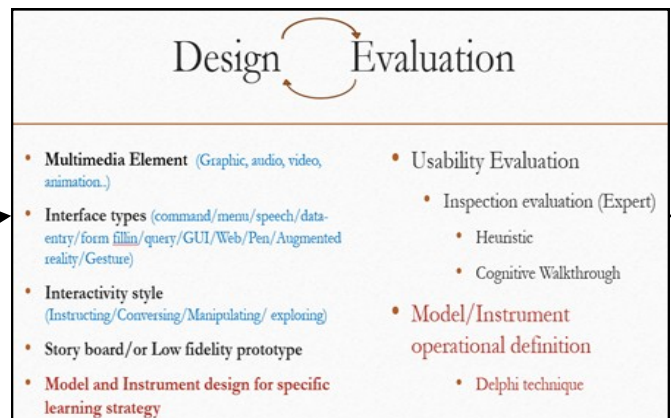 Design Evaluation
• Multimedia Element (Graphic, audio, video,
animation..)
• Interface types (command/menu/speech/data-
entry/form fillin/query/GUI/Web/Pen/Augmented
reality/Gesture)
• Interactivity style
(Instructing/Conversing/Manipulating/ exploring)
• Story board/or Low fidelity prototype
• Model and Instrument design for specific
learning strategy
• Usability Evaluation
• Inspection evaluation (Expert)
• Heuristic
• Cognitive Walkthrough
• Model/Instrument
operational definition
• Delphi technique